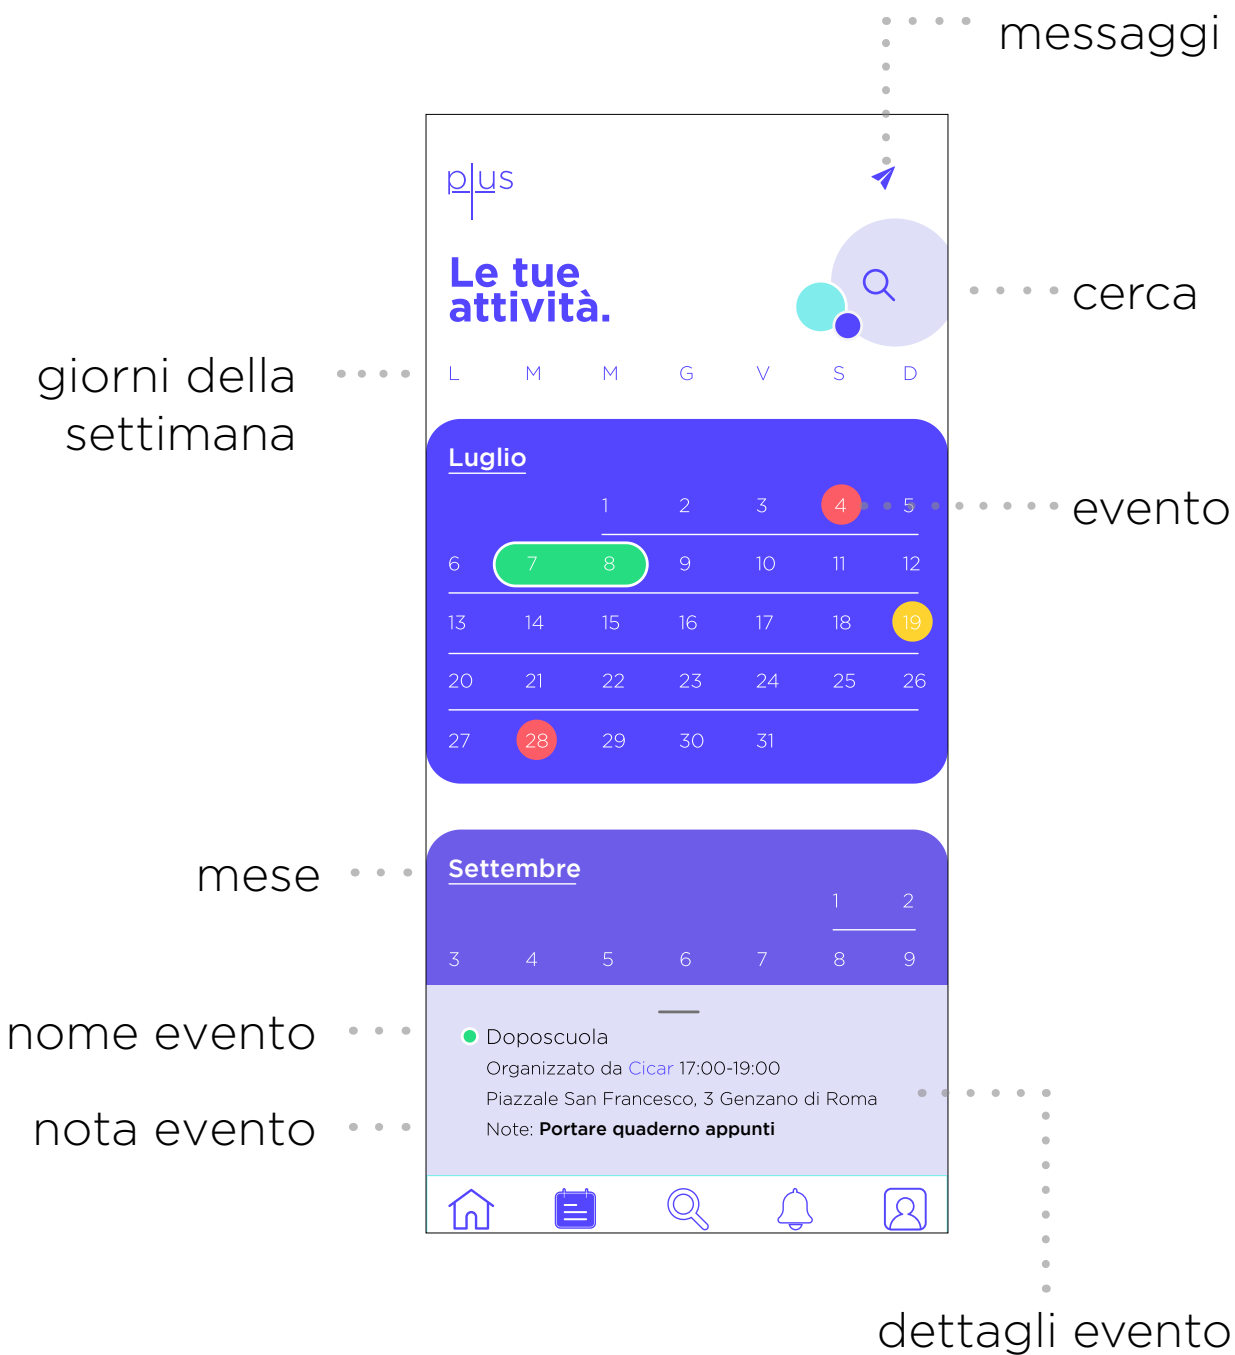 messaggi
plus
Le tue
attività.
cerca
giorni della
settimana
L M M G V S D
Luglio
1 2 3 4 5
evento
6 7 8 9 10 11 12
13 14 15 16 17 18 19
20 21 22 23 24 25 26
27 28 29 30 31
mese
Settembre
1 2
3 4 5 6 7 8 9
nome evento
Doposcuola
Organizzato da Cicar 17:00-19:00
Piazzale San Francesco, 3 Genzano di Roma
nota evento
Note: Portare quaderno appunti
dettagli evento